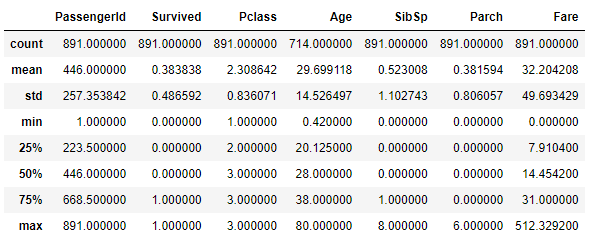 PassengerId Survived Pclass Age SibSp Parch Fare
count 891.000000 891.000000 891.000000 714.000000 891.000000 891.000000 891.000000
mean 446.000000 0.383838 2.308642 29.699118 0.523008 0.381594 32.204208
std 257.353842 0.486592 0.836071 14.526497 1.102743 0.806057 49.693429
min 1.000000 0.000000 1.000000 0.420000 0.000000 0.000000 0.000000
25% 223.500000 0.000000 2.000000 20.125000 0.000000 0.000000 7.910400
50% 446.000000 0.000000 3.000000 28.000000 0.000000 0.000000 14.454200
75% 668.500000 1.000000 3.000000 38.000000 1.000000 0.000000 31.000000
max 891.000000 1.000000 3.000000 80.000000 8.000000 6.000000 512.329200